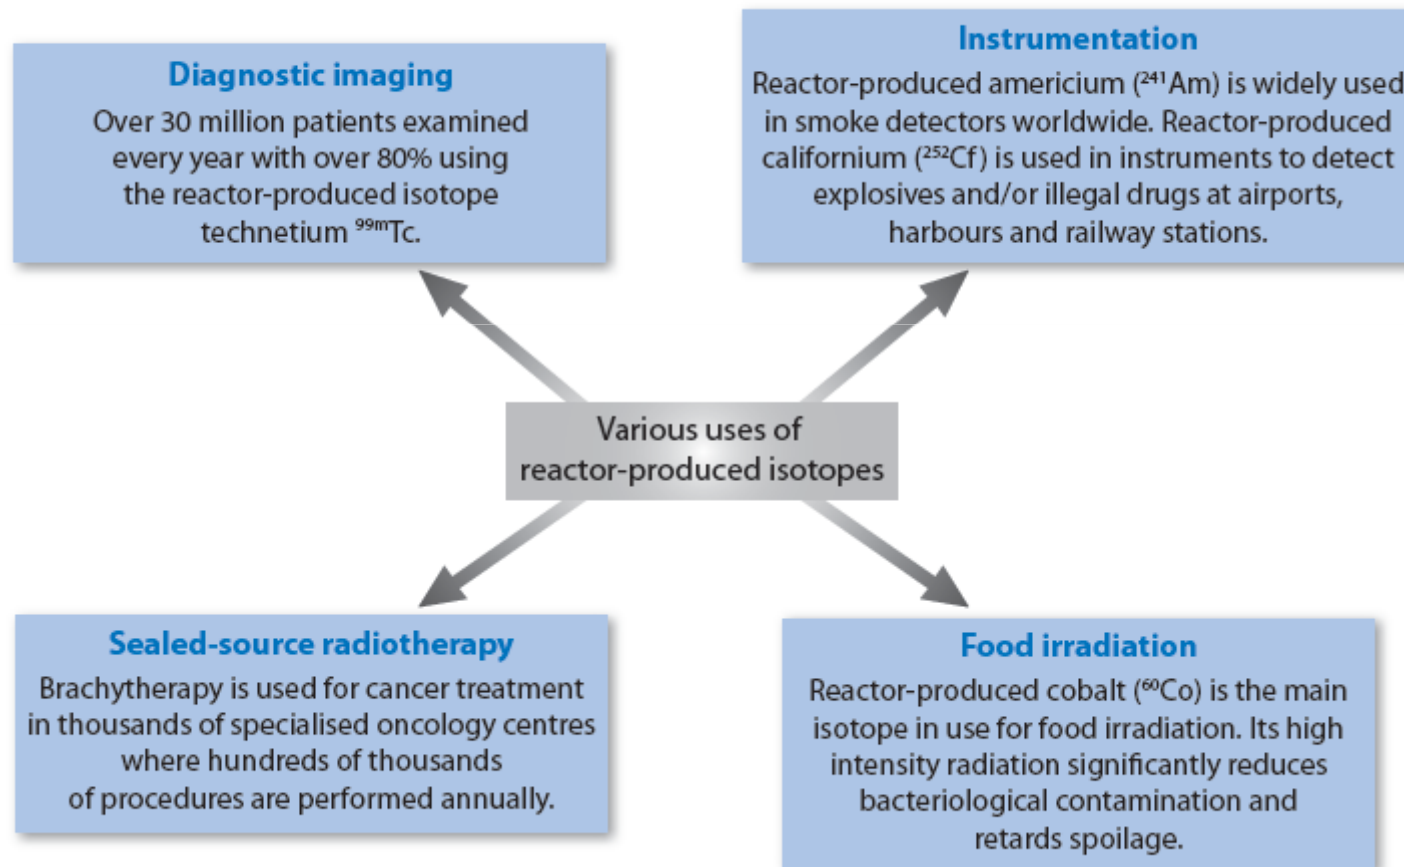 Diagnostic imaging
Over 30 million patients examined
every year with over 80% using
the reactor-produced isotope
technetium ⁹⁹ᵐTc.
Instrumentation
Reactor-produced americium (²⁴¹Am) is widely used
in smoke detectors worldwide. Reactor-produced
californium (²⁵²Cf) is used in instruments to detect
explosives and/or illegal drugs at airports,
harbours and railway stations.
Various uses of
reactor-produced isotopes
Sealed-source radiotherapy
Brachytherapy is used for cancer treatment
in thousands of specialised oncology centres
where hundreds of thousands
of procedures are performed annually.
Food irradiation
Reactor-produced cobalt (⁶⁰Co) is the main
isotope in use for food irradiation. Its high
intensity radiation significantly reduces
bacteriological contamination and
retards spoilage.